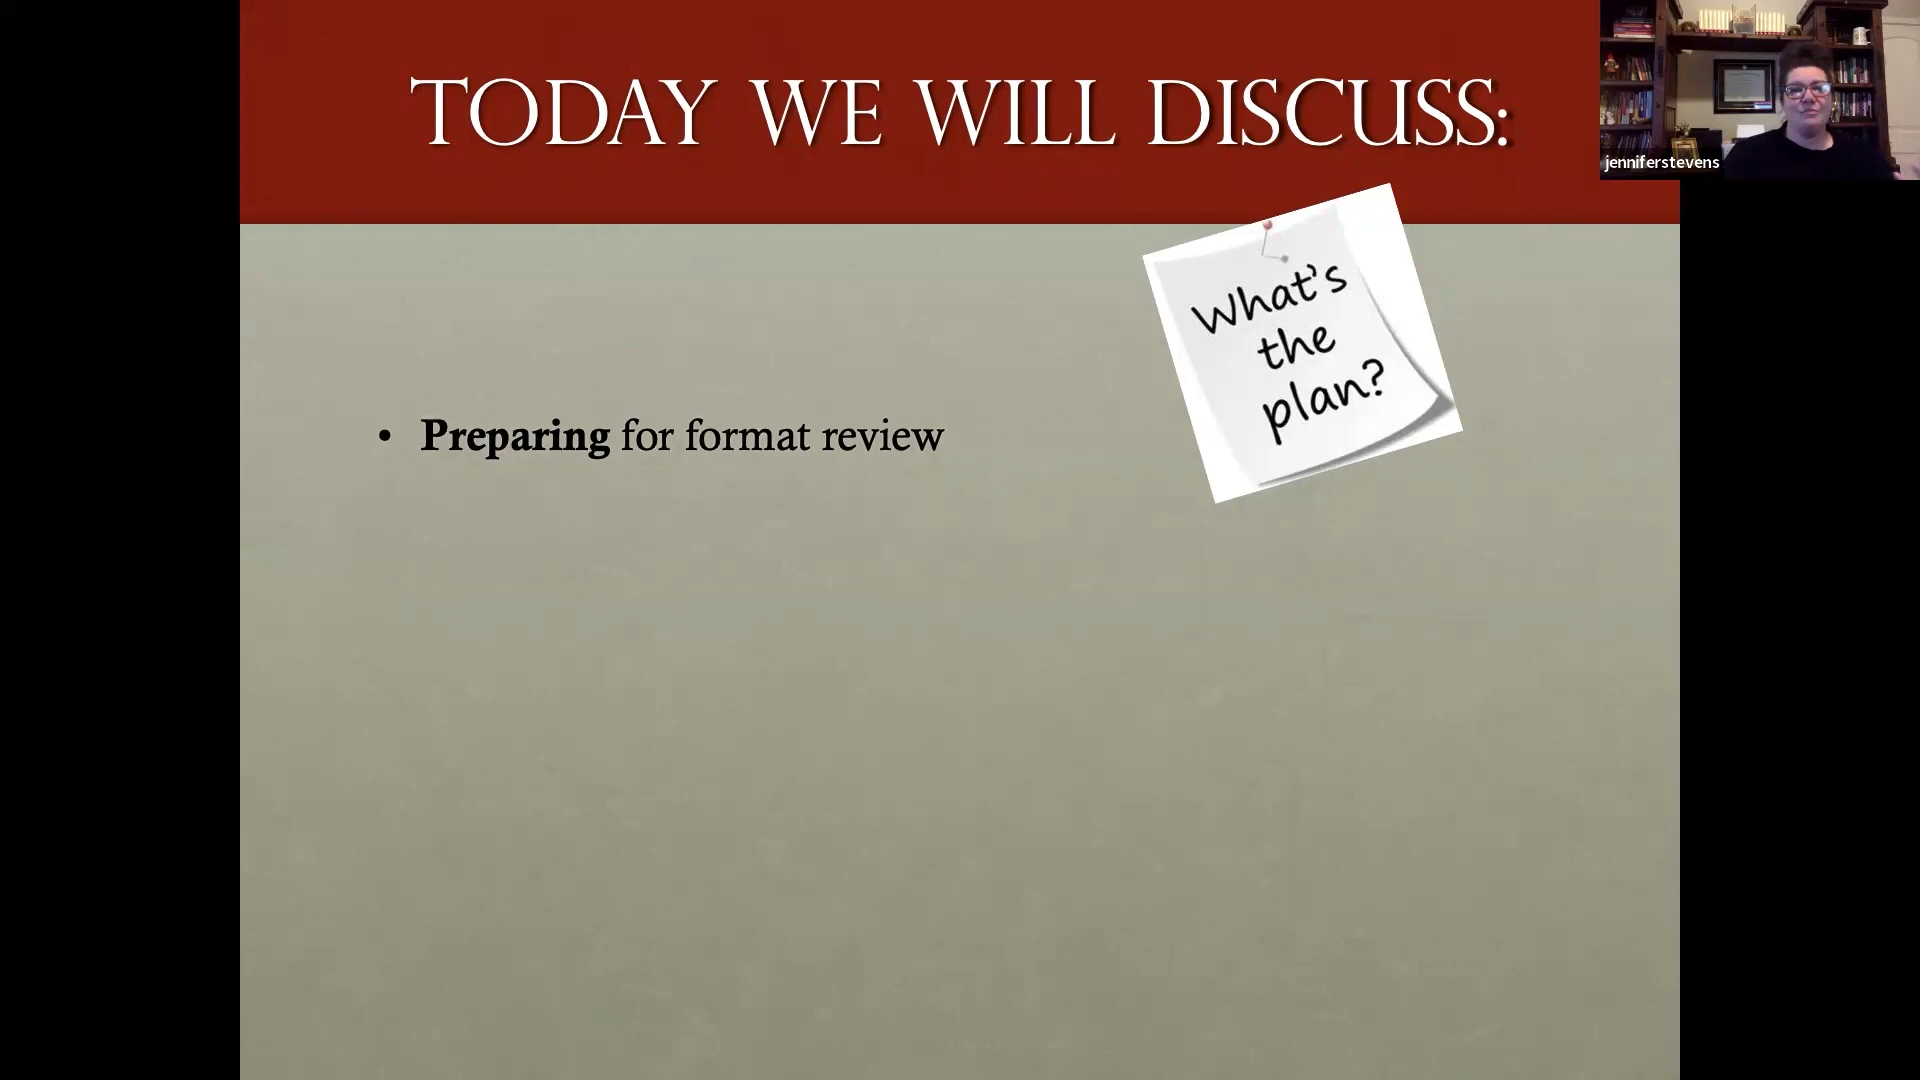 TODAY WE WILL DISCUSS:
jenniferstevens
What's
the
plan?
• Preparing for format review